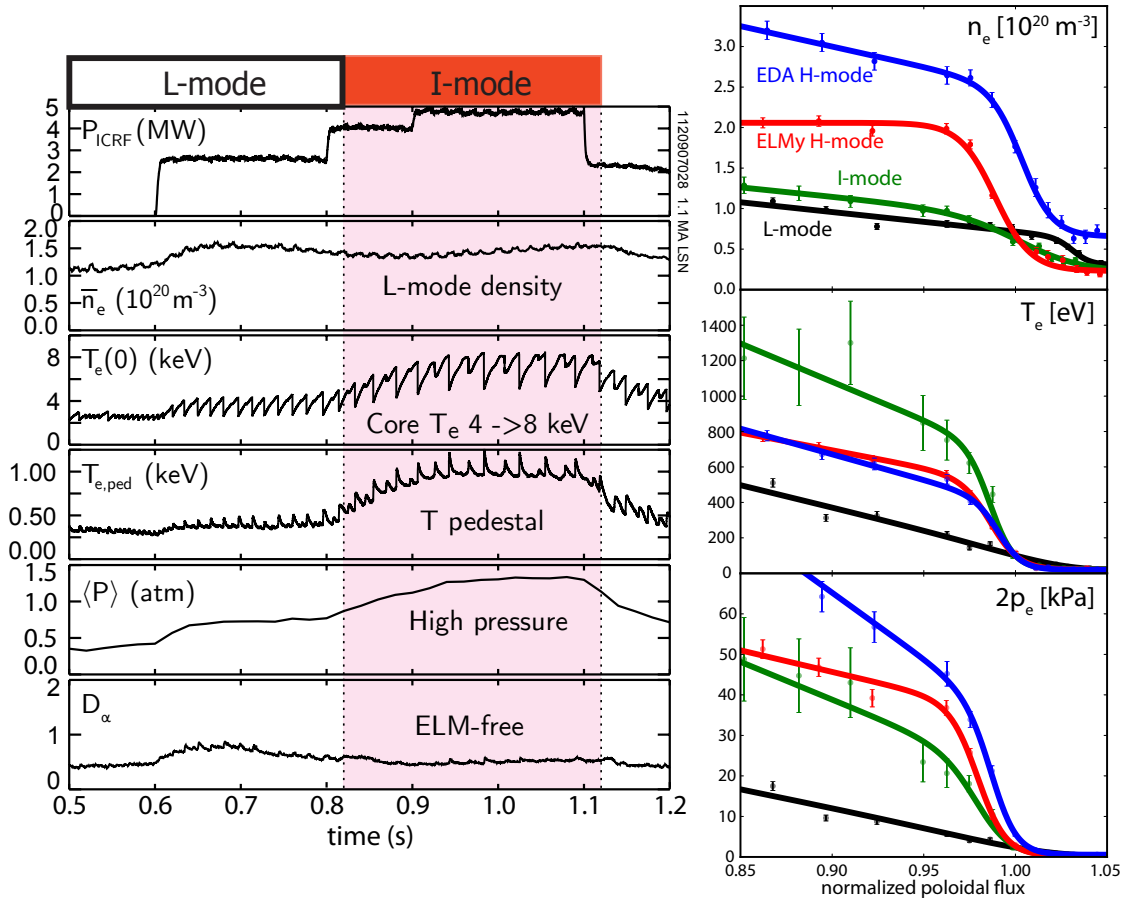 L-mode
I-mode
P_ICRF (MW)
5
4
3
2
1
0
2.0
1.5
1.0
0.5
0.0
n̅_e (10^20 m^-3)
L-mode density
T_e(0) (keV)
8
4
0
Core T_e 4 ->8 keV
T_e,ped (keV)
1.00
0.50
0.00
T pedestal
⟨P⟩ (atm)
1.5
1.0
0.5
0.0
High pressure
D_α
2
1
0
ELM-free
0.5 0.6 0.7 0.8 0.9 1.0 1.1 1.2
time (s)
1120907028 1.1 MA LSN
n_e [10^20 m^-3]
3.0
2.5
2.0
1.5
1.0
0.5
0.0
EDA H-mode
ELMy H-mode
I-mode
L-mode
T_e [eV]
1400
1200
1000
800
600
400
200
0
2p_e [kPa]
60
50
40
30
20
10
0
0.85 0.90 0.95 1.00 1.05
normalized poloidal flux